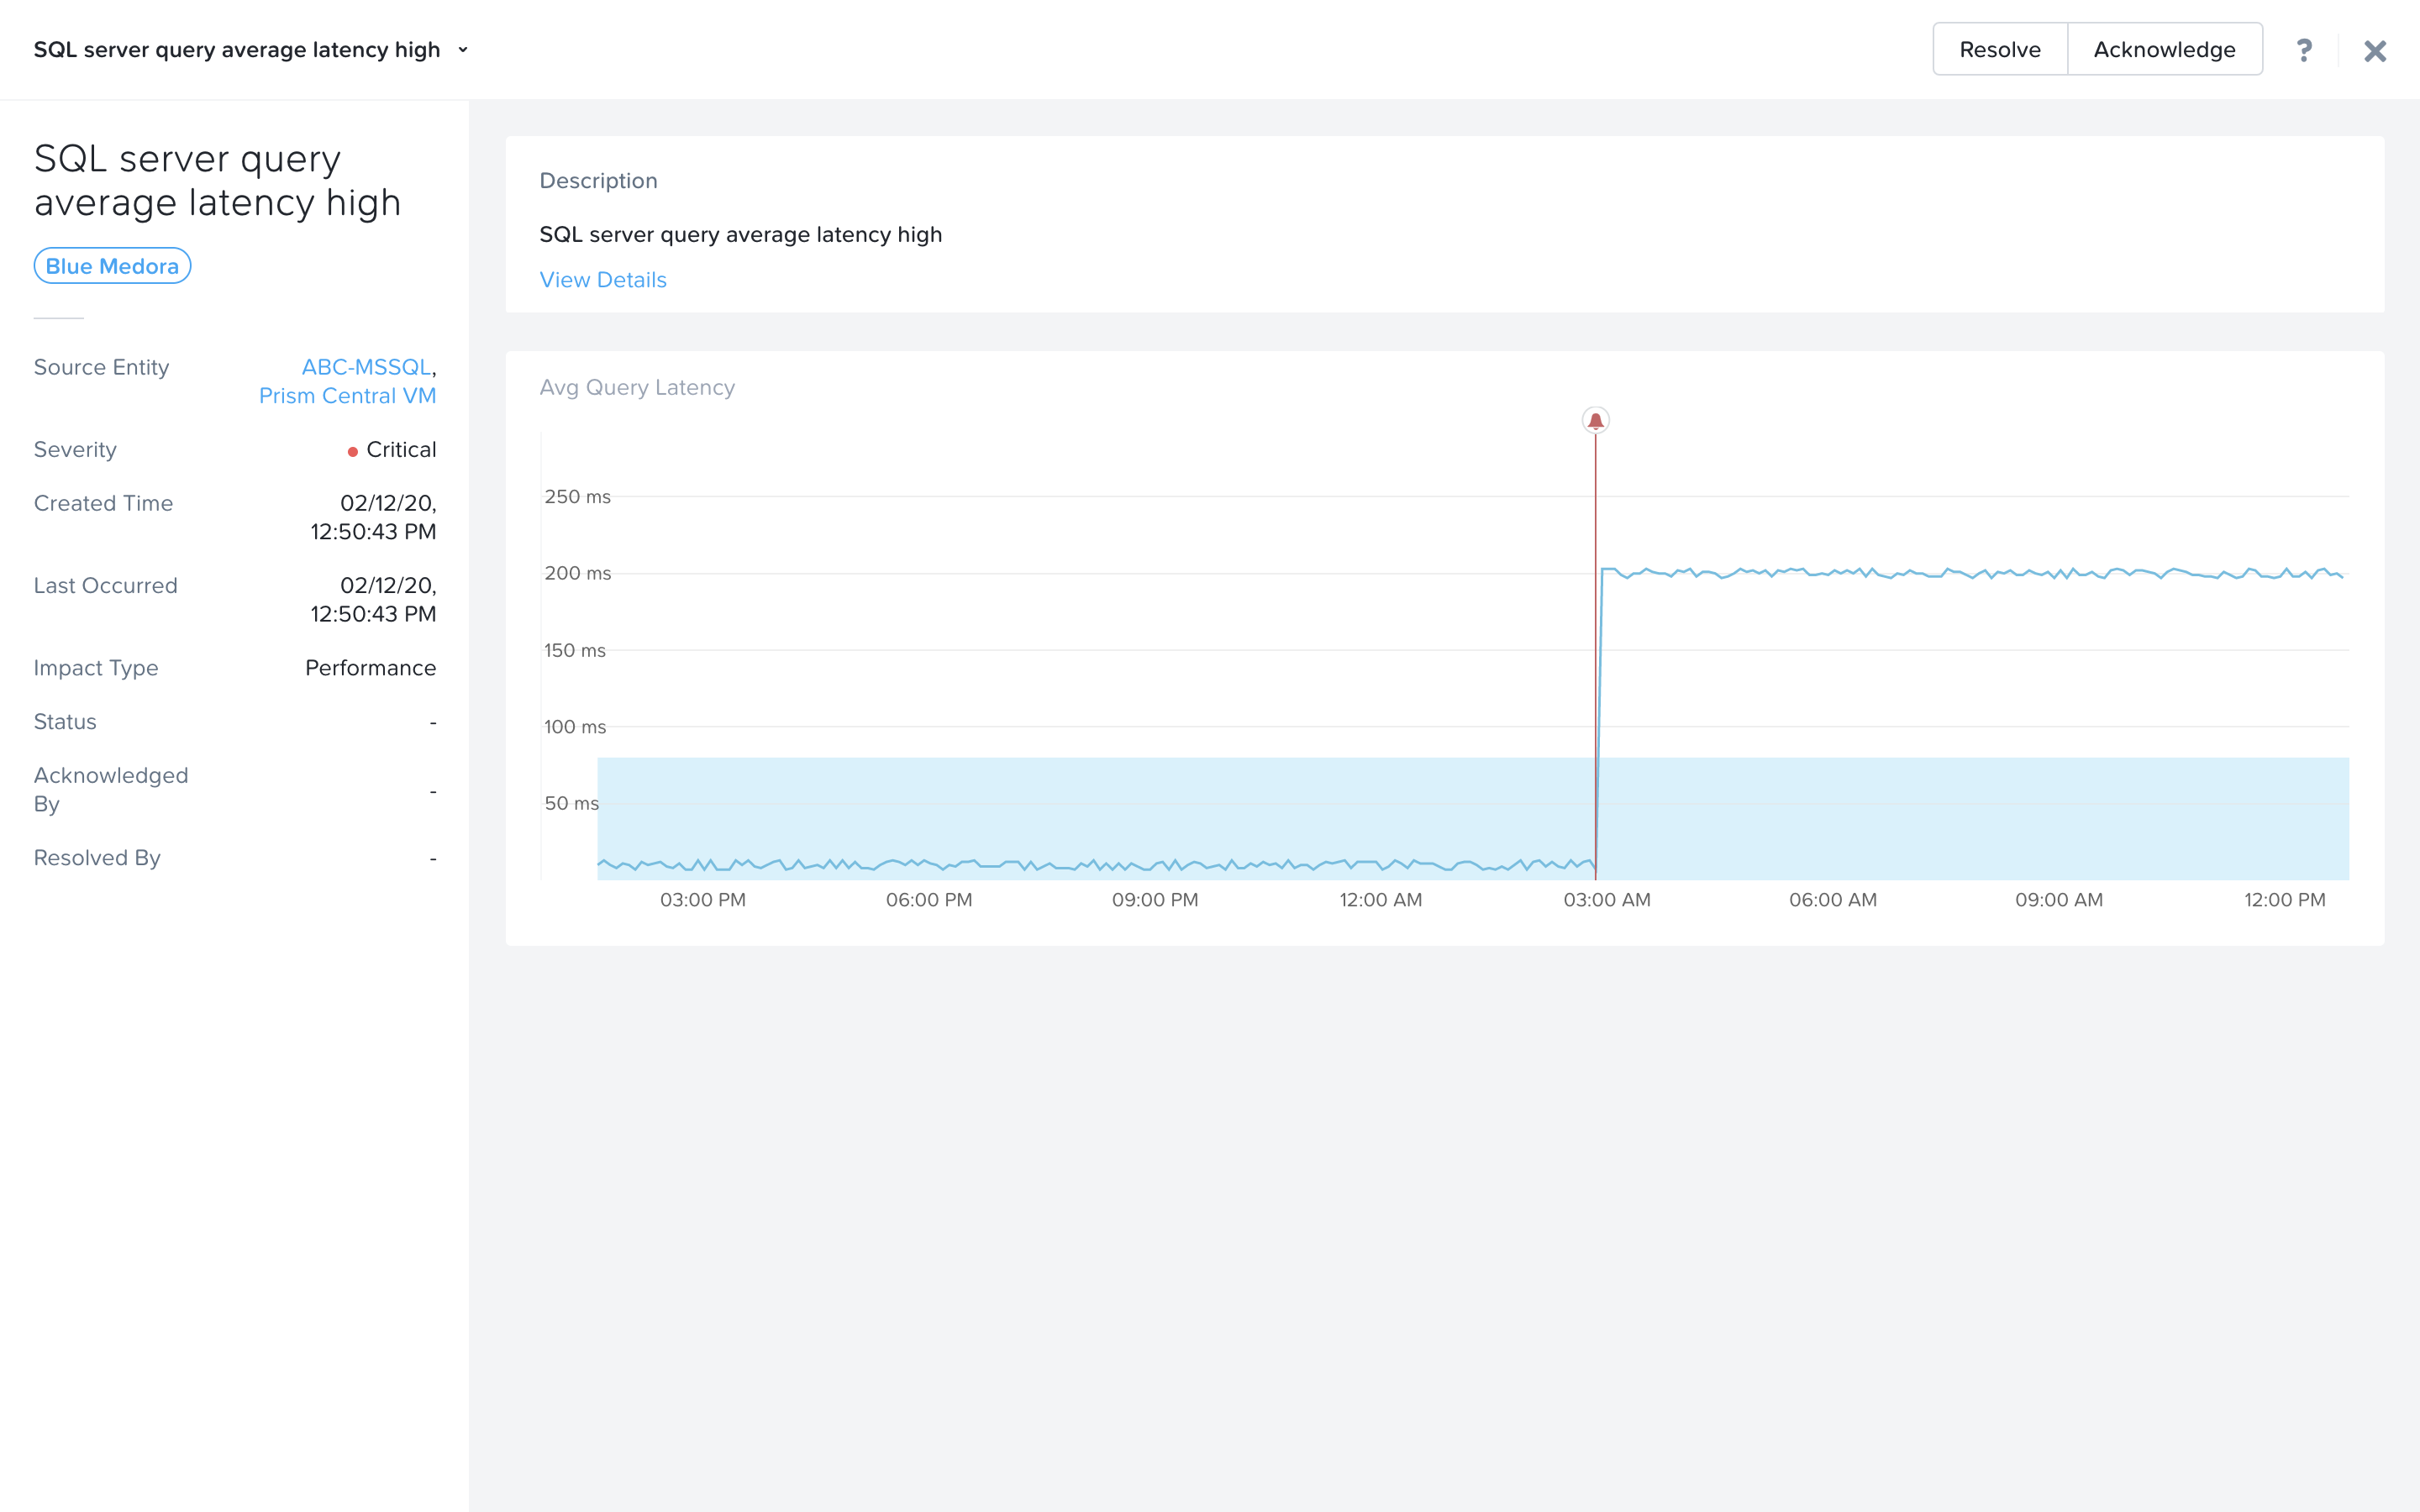 SQL server query average latency high
Resolve
Acknowledge
?
SQL server query
average latency high
Blue Medora
Source Entity
ABC-MSSQL,
Prism Central VM
Severity
Critical
Created Time
02/12/20,
12:50:43 PM
Last Occurred
02/12/20,
12:50:43 PM
Impact Type
Performance
Status
-
Acknowledged
By
-
Resolved By
-
Description
SQL server query average latency high
View Details
Avg Query Latency
250 ms
200 ms
150 ms
100 ms
50 ms
03:00 PM
06:00 PM
09:00 PM
12:00 AM
03:00 AM
06:00 AM
09:00 AM
12:00 PM